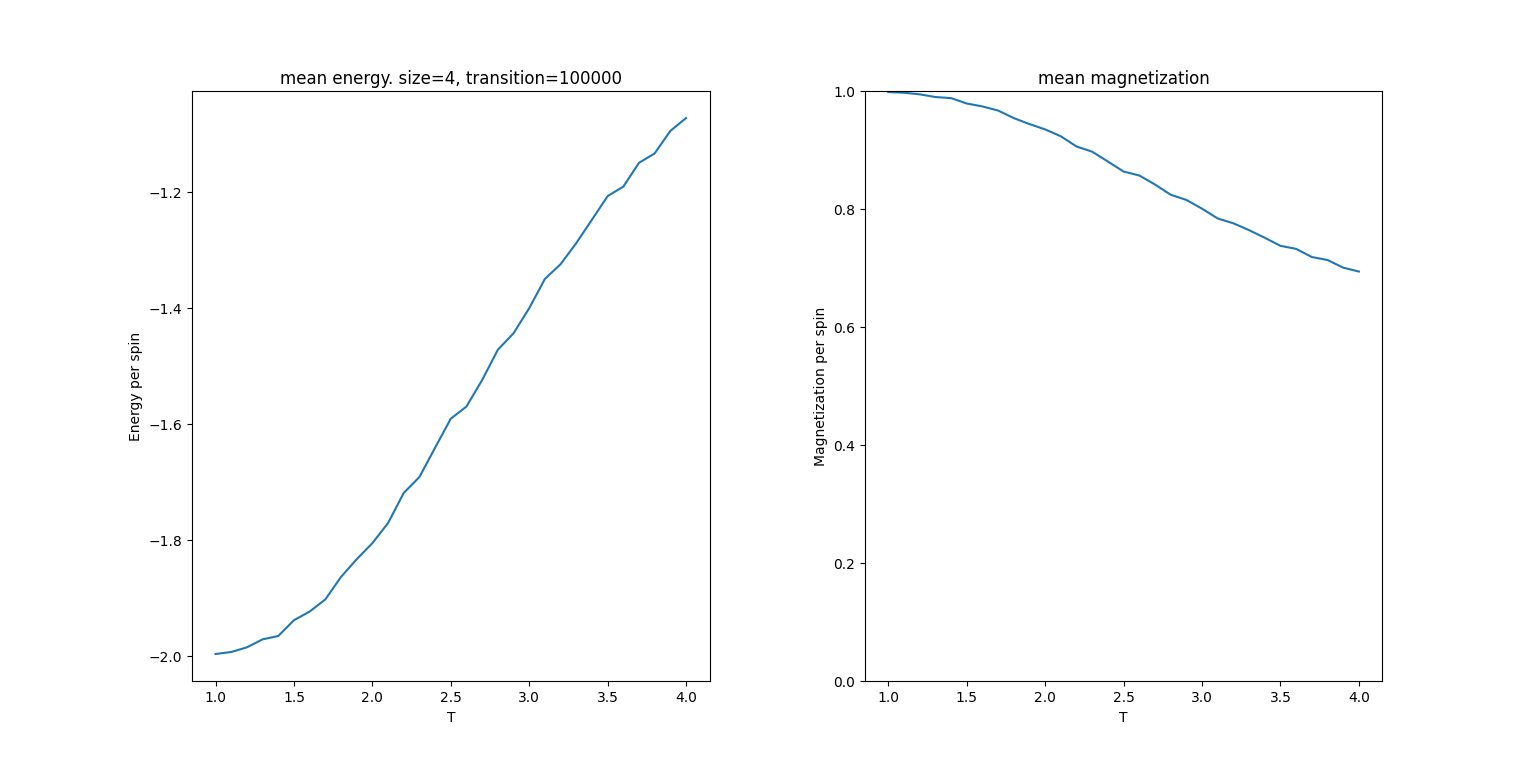 mean energy. size=4, transition=100000
Energy per spin
−1.2
−1.4
−1.6
−1.8
−2.0
1.0 1.5 2.0 2.5 3.0 3.5 4.0
T
mean magnetization
Magnetization per spin
1.0
0.8
0.6
0.4
0.2
0.0
1.0 1.5 2.0 2.5 3.0 3.5 4.0
T